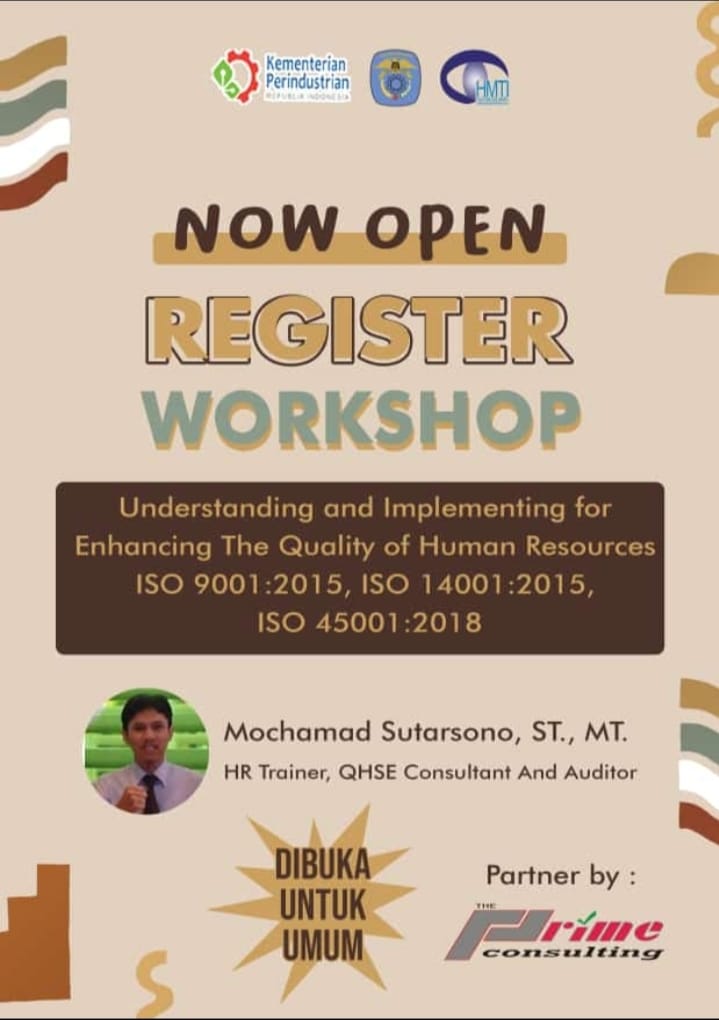 Kementerian
Perindustrian
REPUBLIK INDONESIA
HMTI
NOW OPEN
REGISTER
WORKSHOP
Understanding and Implementing for
Enhancing The Quality of Human Resources
ISO 9001:2015, ISO 14001:2015,
ISO 45001:2018
Mochamad Sutarsono, ST., MT.
HR Trainer, QHSE Consultant And Auditor
DIBUKA
UNTUK
UMUM
Partner by :
THE
Prime
consulting